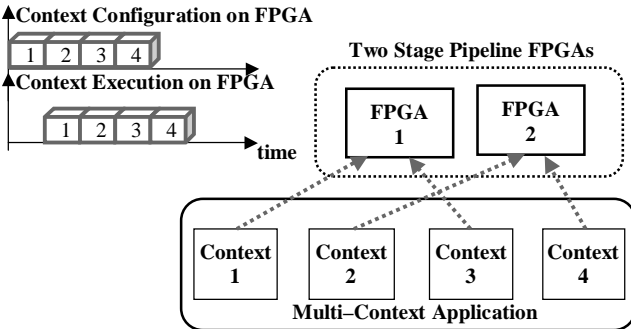 Context Configuration on FPGA
1 2 3 4
Context Execution on FPGA
1 2 3 4
time
Two Stage Pipeline FPGAs
FPGA
1
FPGA
2
Context
1
Context
2
Context
3
Context
4
Multi–Context Application